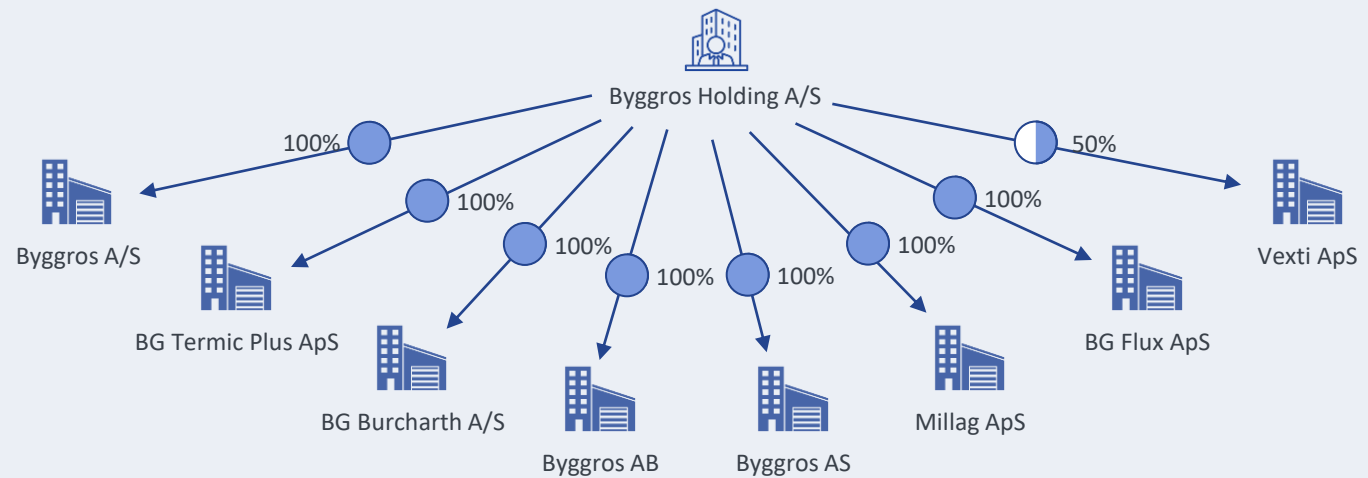 Byggros Holding A/S
100%
50%
100%
100%
100%
100%
100%
100%
Byggros A/S
Vexti ApS
BG Termic Plus ApS
BG Flux ApS
BG Burcharth A/S
Millag ApS
Byggros AB
Byggros AS